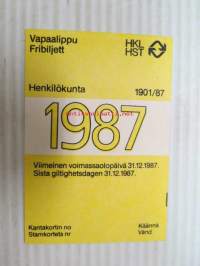 Vapaalippu
Fribiljett
HKL
HST
Henkilökunta 1901/87
1987
Viimeinen voimassaolopäivä 31.12.1987.
Sista giltighetsdagen 31.12.1987.
Kantakortin no
Stamkortets nr
Käännä
Vänd